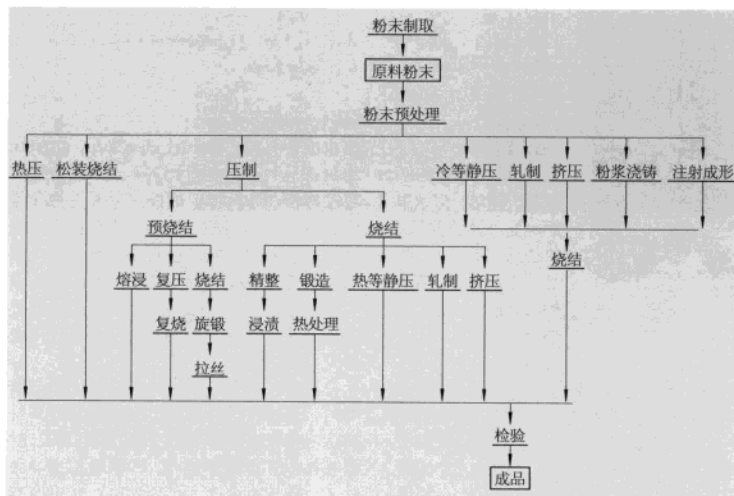 粉末制取
原料粉末
粉末预处理
热压 松装烧结 压制 冷等静压 轧制 挤压 粉浆浇铸 注射成形
预烧结 烧结
烧结
熔浸 复压 烧结 精整 锻造 热等静压 轧制 挤压
复烧 旋锻 浸渍 热处理
拉丝
检验
成品